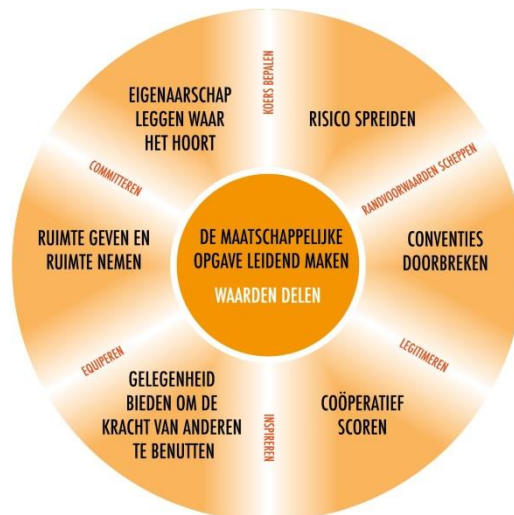 KOERS BEPALEN
EIGENAARSCHAP
LEGGEN WAAR
HET HOORT
RISICO SPREIDEN
COMMITTEREN
RANDVOORWAARDEN SCHEPPEN
RUIMTE GEVEN EN
RUIMTE NEMEN
DE MAATSCHAPPELIJKE
OPGAVE LEIDEND MAKEN
WAARDEN DELEN
CONVENTIES
DOORBREKEN
EQUIPEREN
LEGITIMEREN
GELEGENHEID
BIEDEN OM DE
KRACHT VAN ANDEREN
TE BENUTTEN
INSPIREREN
COÖPERATIEF
SCOREN